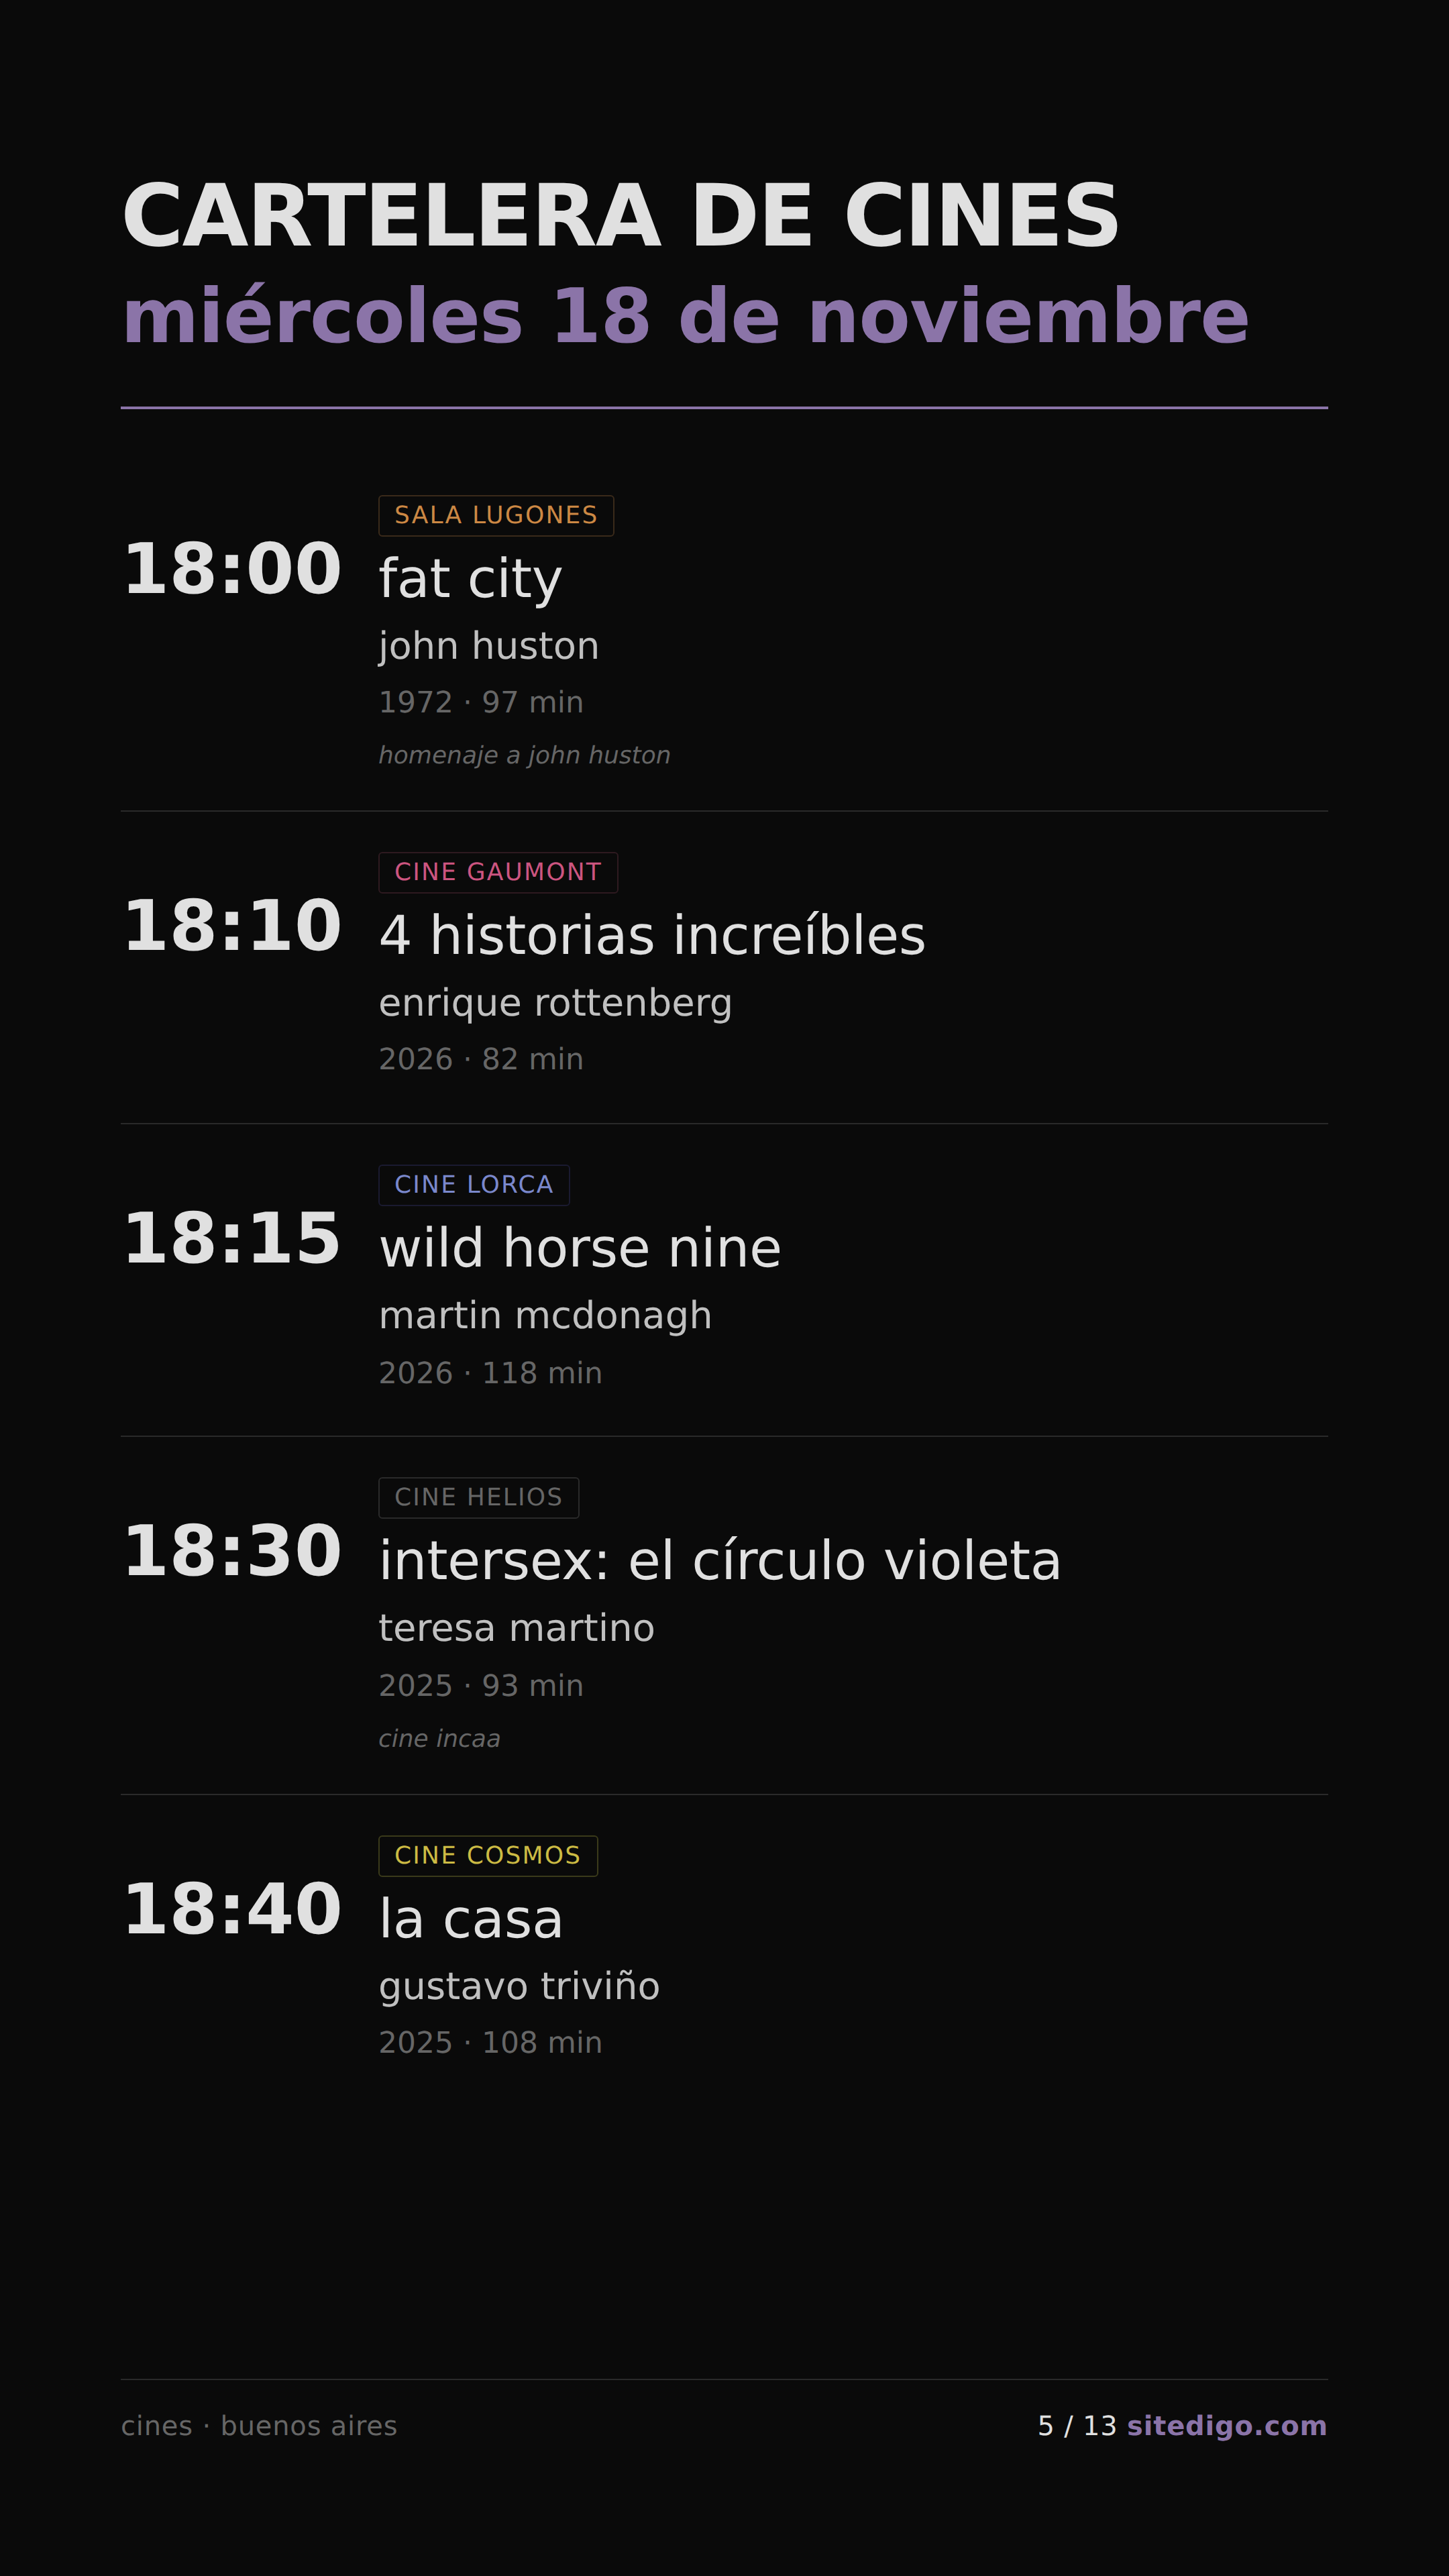 CARTELERA DE CINES
miércoles 18 de noviembre
SALA LUGONES
18:00
fat city
john huston
1972 · 97 min
homenaje a john huston
CINE GAUMONT
18:10
4 historias increíbles
enrique rottenberg
2026 · 82 min
CINE LORCA
18:15
wild horse nine
martin mcdonagh
2026 · 118 min
CINE HELIOS
18:30
intersex: el círculo violeta
teresa martino
2025 · 93 min
cine incaa
CINE COSMOS
18:40
la casa
gustavo triviño
2025 · 108 min
cines · buenos aires
5 / 13 sitedigo.com